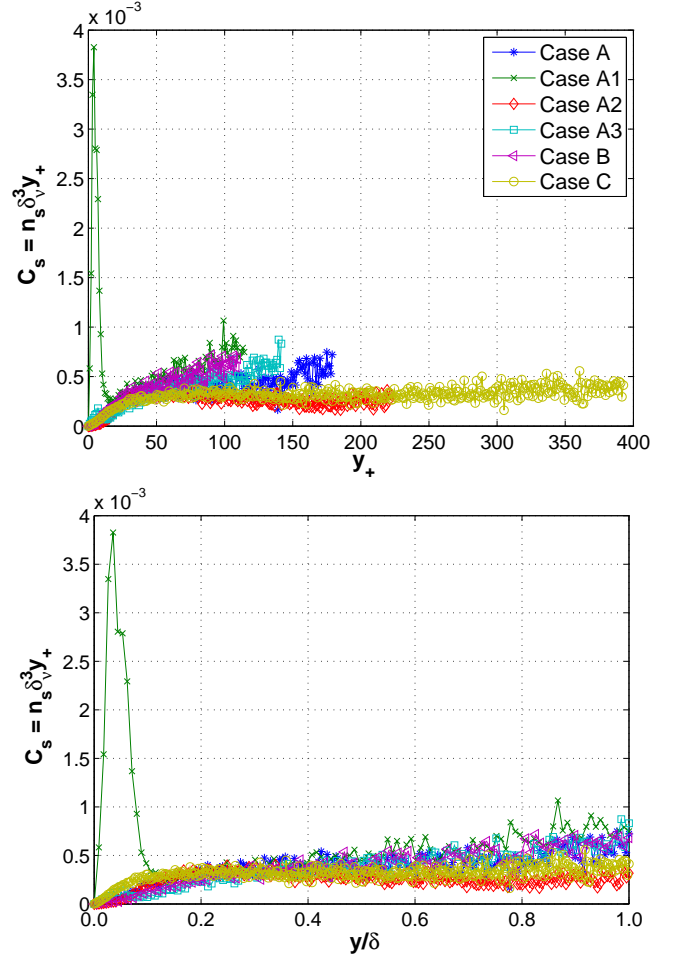 x 10⁻³
4
3.5
3
2.5
2
1.5
1
0.5
0
C_s = n_s δ_ν^3 y_+
Case A
Case A1
Case A2
Case A3
Case B
Case C
0 50 100 150 200 250 300 350 400
y_+
x 10⁻³
4
3.5
3
2.5
2
1.5
1
0.5
0
C_s = n_s δ_ν^3 y_+
0.0 0.2 0.4 0.6 0.8 1.0
y/δ